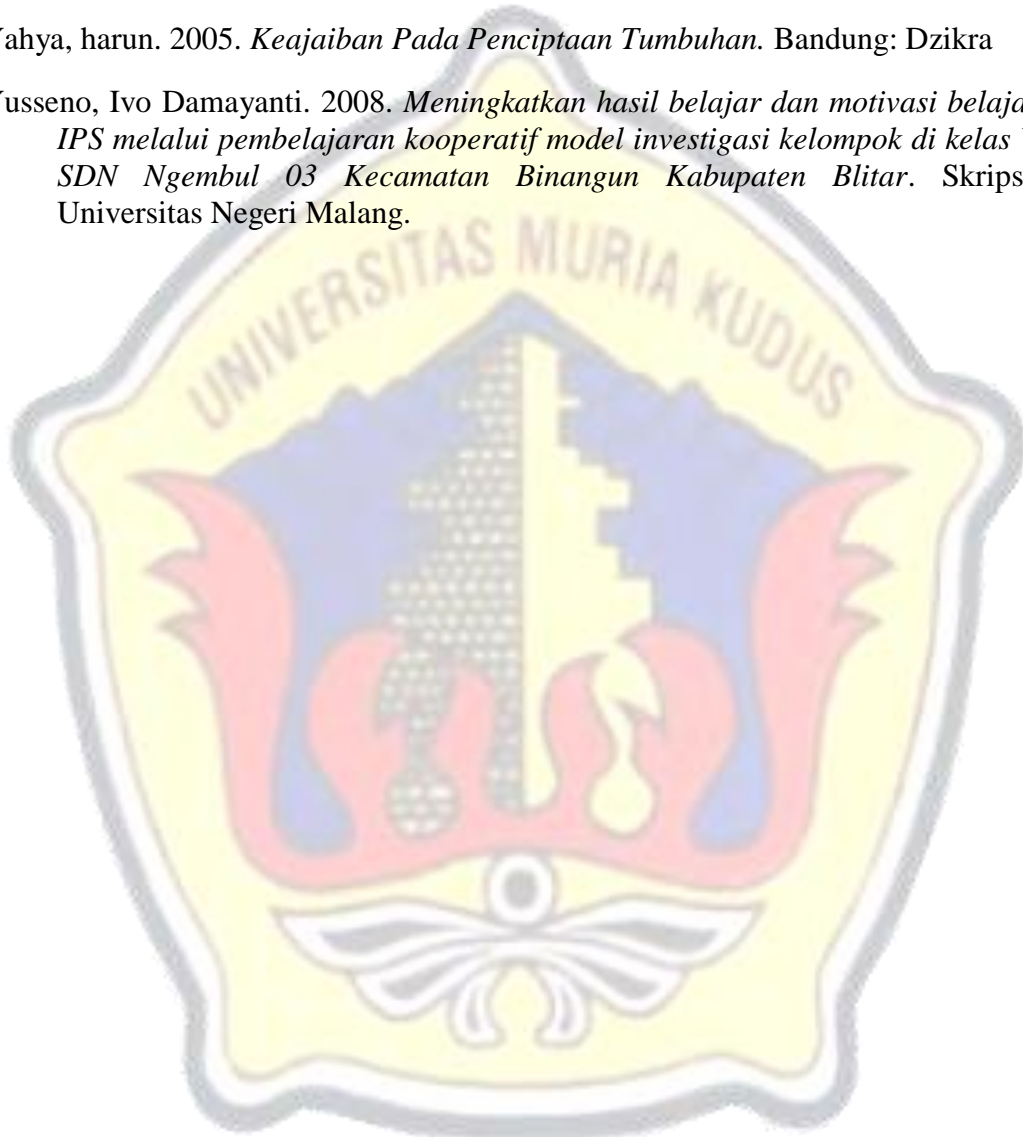 ahya, harun. 2005. Keajaiban Pada Penciptaan Tumbuhan. Bandung: Dzikra
usseno, Ivo Damayanti. 2008. Meningkatkan hasil belajar dan motivasi belaja
IPS melalui pembelajaran kooperatif model investigasi kelompok di kelas
SDN Ngembul 03 Kecamatan Binangun Kabupaten Blitar. Skrips
Universitas Negeri Malang.
UNIVERSITAS MURIA KUDUS